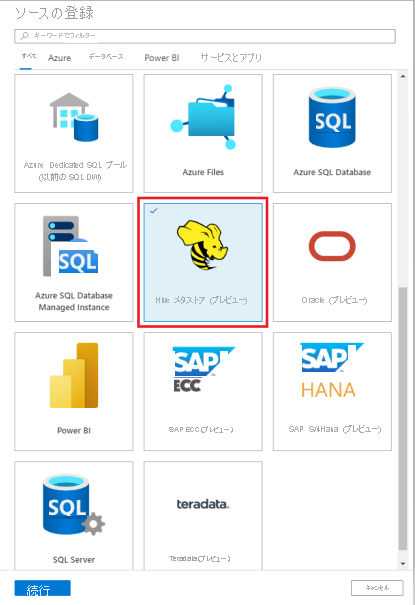 ソースの登録
キーワードでフィルター
すべて Azure データベース Power BI サービスとアプリ
Azure Dedicated SQL プール
(以前の SQL DW)
SQL
Azure Files
Azure SQL Database
SQL
Azure SQL Database
Managed Instance
Hive メタストア (プレビュー)
Oracle (プレビュー)
Power BI
SAP
ECC
SAP ECC(プレビュー)
SAP
HANA
SAP S/4Hana (プレビュー)
SQL
SQL Server
teradata.
Teradata(プレビュー)
続行
キャンセル